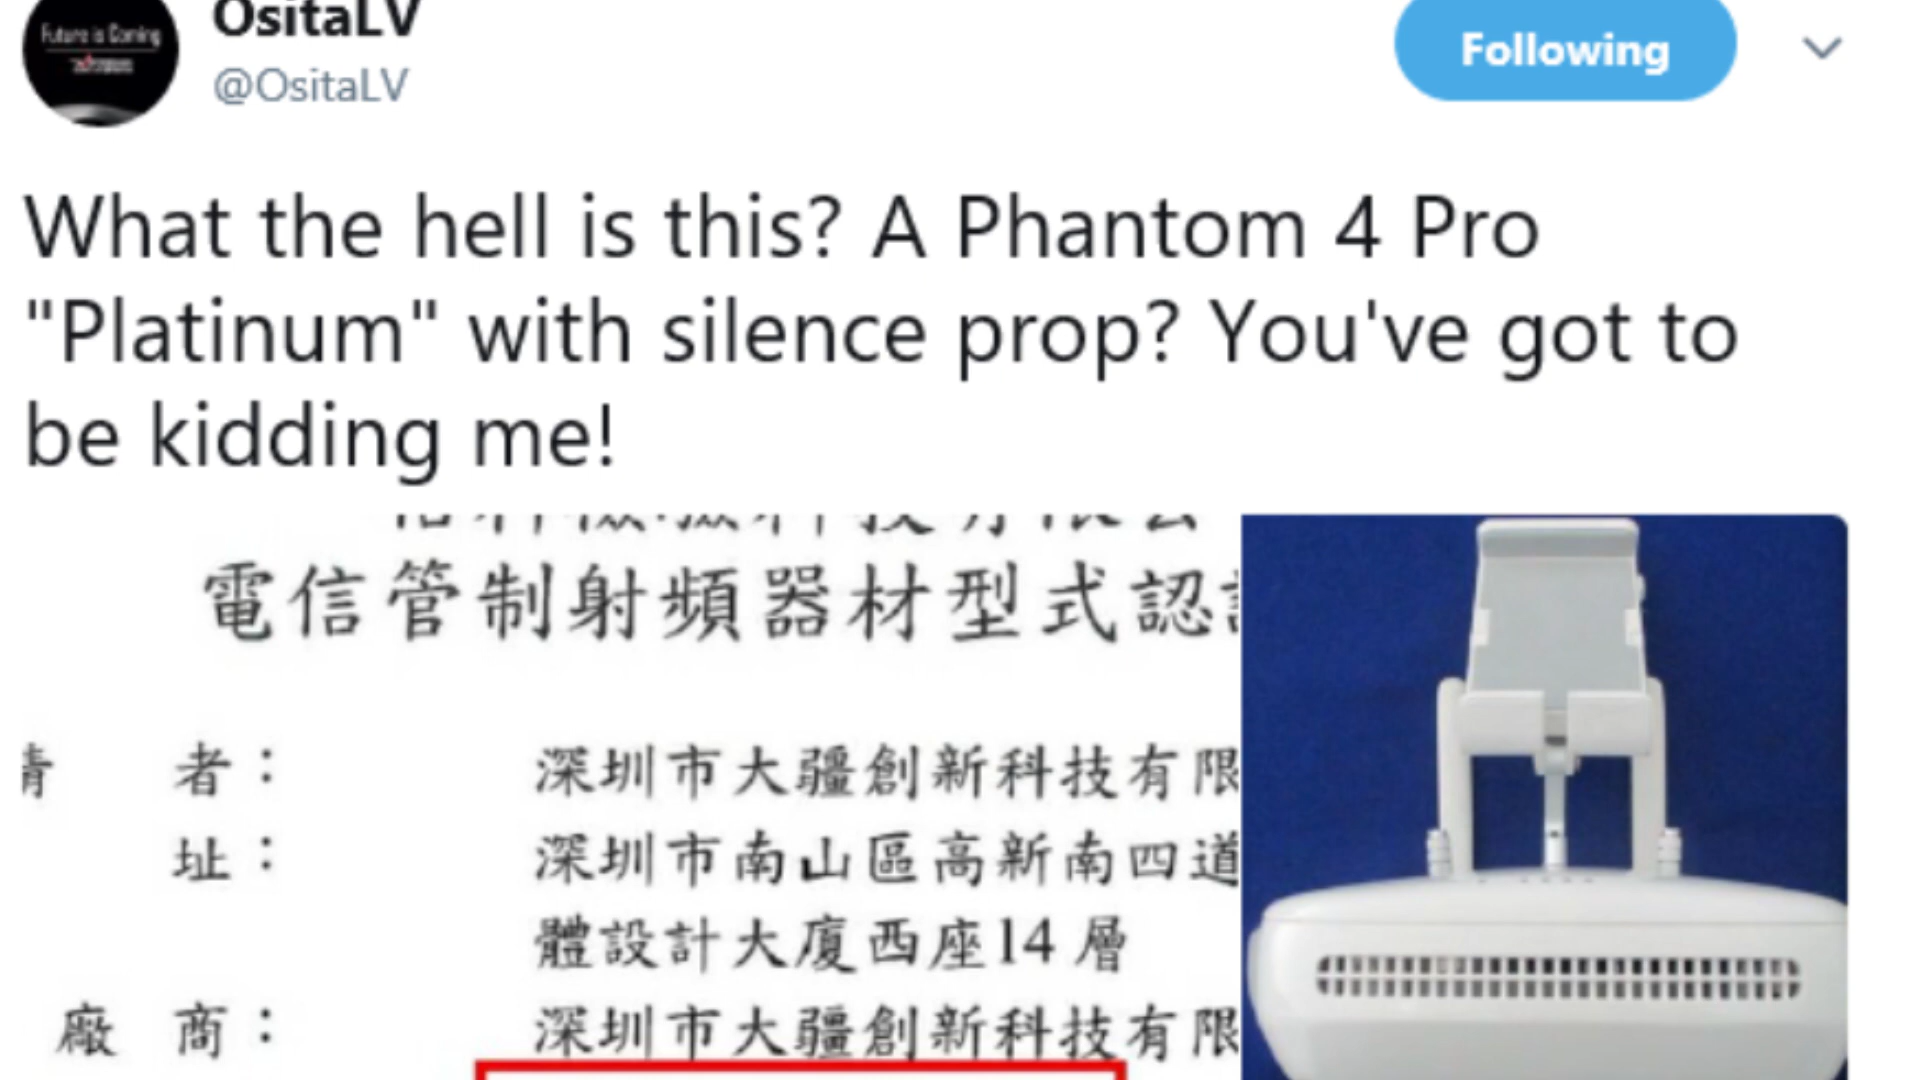 Future is Coming
OsitaLV
@OsitaLV
Following
What the hell is this? A Phantom 4 Pro
"Platinum" with silence prop? You've got to
be kidding me!
電信管制射頻器材型式認
者：
深圳市大疆創新科技有限
址：
深圳市南山區高新南四道
體設計大廈西座14層
廠 商：
深圳市大疆創新科技有限